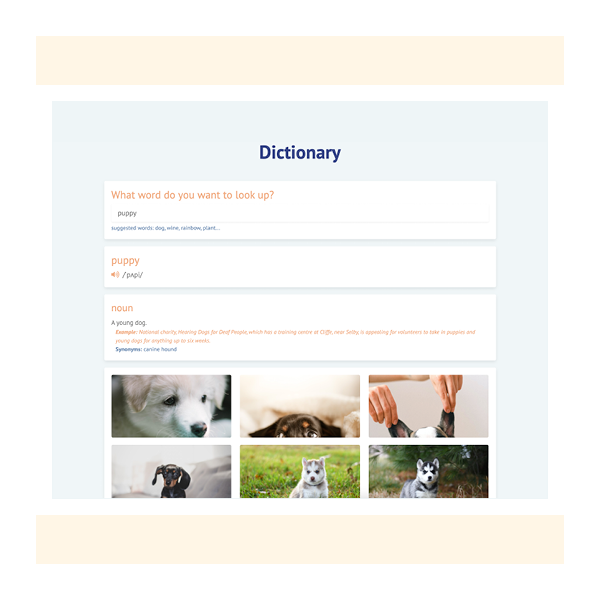 Dictionary
What word do you want to look up?
puppy
suggested words: dog, wine, rainbow, plant...
puppy
/'pʌpi/
noun
A young dog.
Example: National charity, Hearing Dogs for Deaf People, which has a training centre at Cliffe, near Selby, is appealing for volunteers to take in puppies and
young dogs for anything up to six weeks.
Synonyms: canine hound